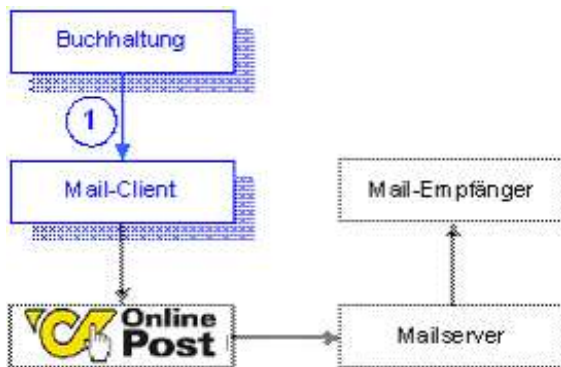 Buchhaltung
1
Mail-Client
Mail-Empfänger
Online
Post
Mailserver